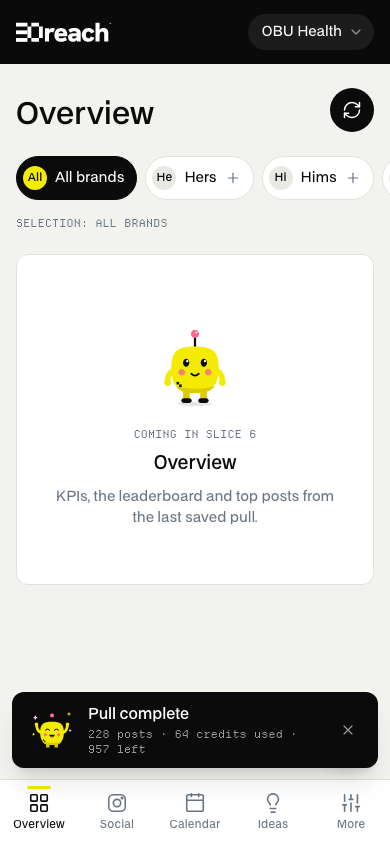 reach
OBU Health
Overview
All All brands
He Hers
Hi Hims
SELECTION: ALL BRANDS
COMING IN SLICE 6
Overview
KPIs, the leaderboard and top posts from
the last saved pull.
Pull complete
228 posts · 64 credits used ·
957 left
Overview
Social
Calendar
Ideas
More